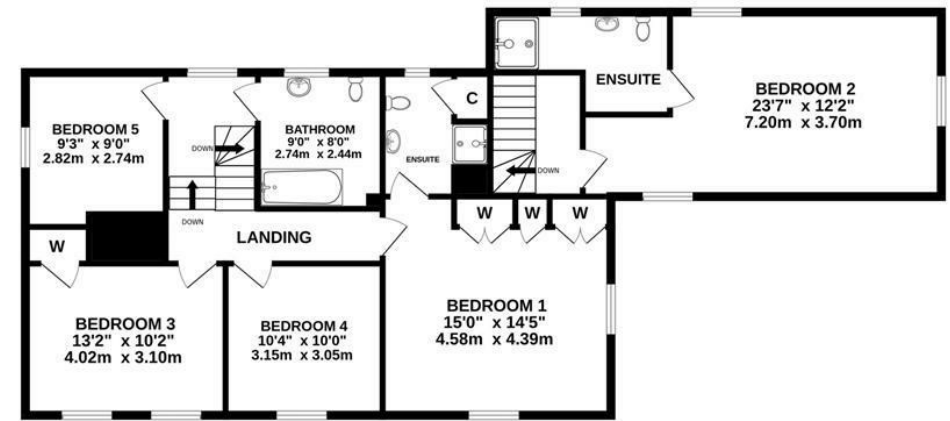 ENSUITE
BEDROOM 2
23'7" x 12'2"
7.20m x 3.70m
BEDROOM 5
9'3" x 9'0"
2.82m x 2.74m
DOWN
BATHROOM
9'0" x 8'0"
2.74m x 2.44m
C
ENSUITE
DOWN
DOWN
W
LANDING
W
W
W
BEDROOM 3
13'2" x 10'2"
4.02m x 3.10m
BEDROOM 4
10'4" x 10'0"
3.15m x 3.05m
BEDROOM 1
15'0" x 14'5"
4.58m x 4.39m